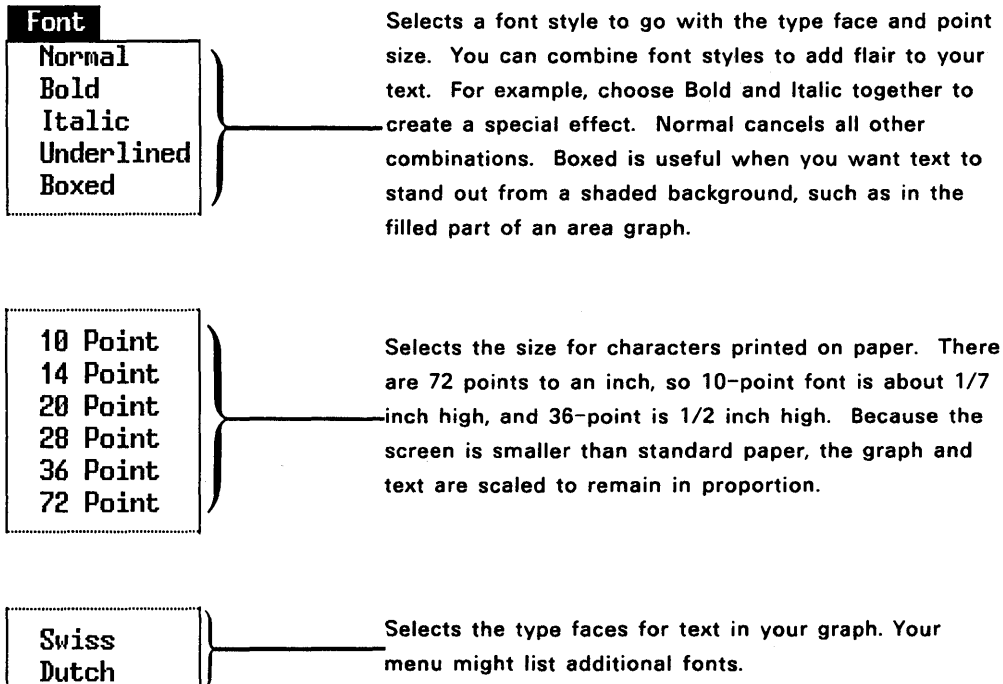 Font
Normal
Bold
Italic
Underlined
Boxed
Selects a font style to go with the type face and point
size. You can combine font styles to add flair to your
text. For example, choose Bold and Italic together to
create a special effect. Normal cancels all other
combinations. Boxed is useful when you want text to
stand out from a shaded background, such as in the
filled part of an area graph.
10 Point
14 Point
20 Point
28 Point
36 Point
72 Point
Selects the size for characters printed on paper. There
are 72 points to an inch, so 10-point font is about 1/7
inch high, and 36-point is 1/2 inch high. Because the
screen is smaller than standard paper, the graph and
text are scaled to remain in proportion.
Swiss
Dutch
Selects the type faces for text in your graph. Your
menu might list additional fonts.